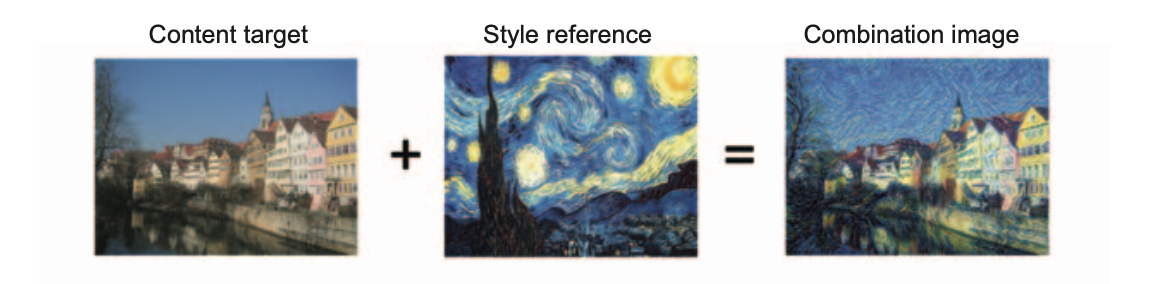 Content target
Style reference
Combination image
+
=